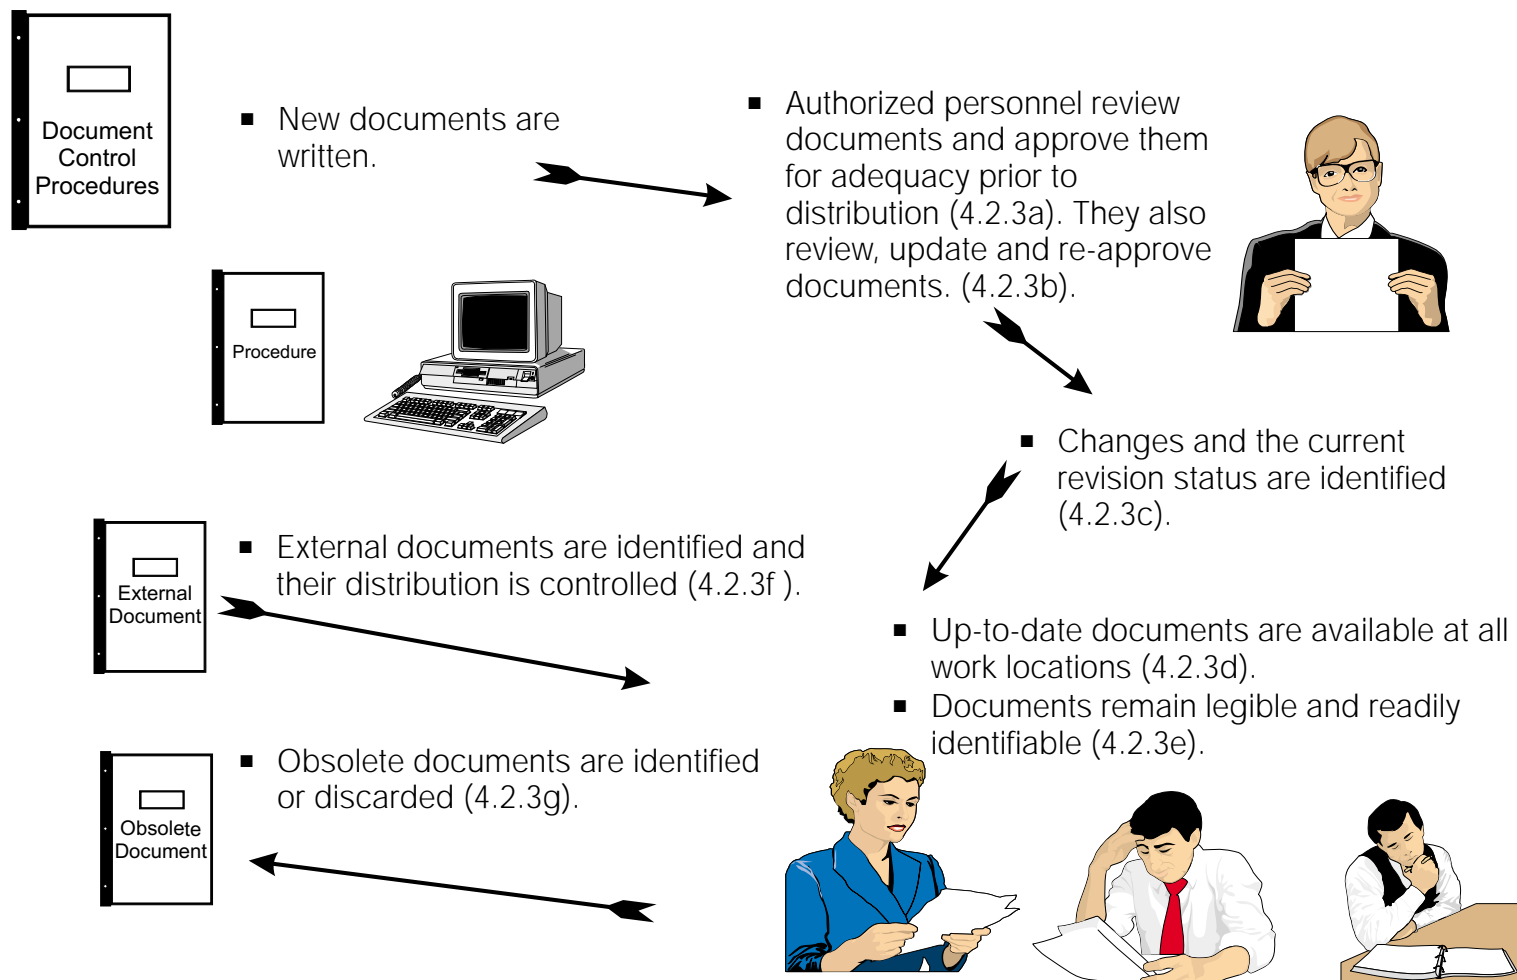 Document
Control
Procedures
■ New documents are
written.
■ Authorized personnel review
documents and approve them
for adequacy prior to
distribution (4.2.3a). They also
review, update and re-approve
documents. (4.2.3b).
Procedure
■ Changes and the current
revision status are identified
(4.2.3c).
External
Document
■ External documents are identified and
their distribution is controlled (4.2.3f ).
■ Up-to-date documents are available at all
work locations (4.2.3d).
■ Documents remain legible and readily
identifiable (4.2.3e).
Obsolete
Document
■ Obsolete documents are identified
or discarded (4.2.3g).